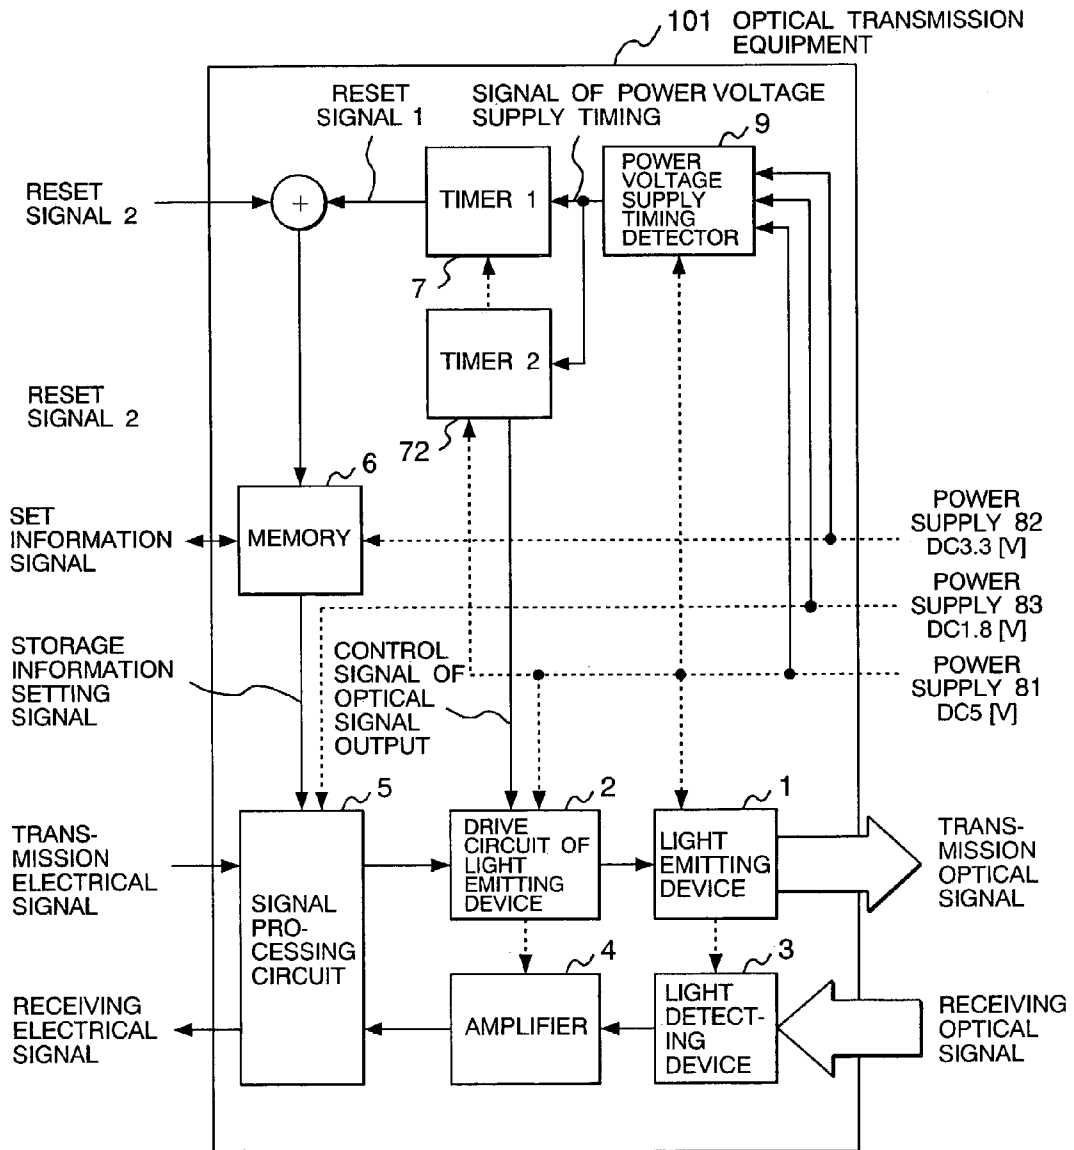 101 OPTICAL TRANSMISSION
EQUIPMENT
RESET
SIGNAL 1
SIGNAL OF POWER VOLTAGE
SUPPLY TIMING
9
RESET
SIGNAL 2
+
TIMER 1
POWER
VOLTAGE
SUPPLY
TIMING
DETECTOR
7
TIMER 2
72
RESET
SIGNAL 2
6
SET
INFORMATION
SIGNAL
MEMORY
POWER
SUPPLY 82
DC3.3 [V]
POWER
SUPPLY 83
DC1.8 [V]
POWER
SUPPLY 81
DC5 [V]
STORAGE
INFORMATION
SETTING
SIGNAL
CONTROL
SIGNAL OF
OPTICAL
SIGNAL
OUTPUT
5
2
1
TRANS-
MISSION
ELECTRICAL
SIGNAL
SIGNAL
PRO-
CESSING
CIRCUIT
DRIVE
CIRCUIT OF
LIGHT
EMITTING
DEVICE
LIGHT
EMITTING
DEVICE
TRANS-
MISSION
OPTICAL
SIGNAL
4
3
RECEIVING
ELECTRICAL
SIGNAL
AMPLIFIER
LIGHT
DETECT-
ING
DEVICE
RECEIVING
OPTICAL
SIGNAL